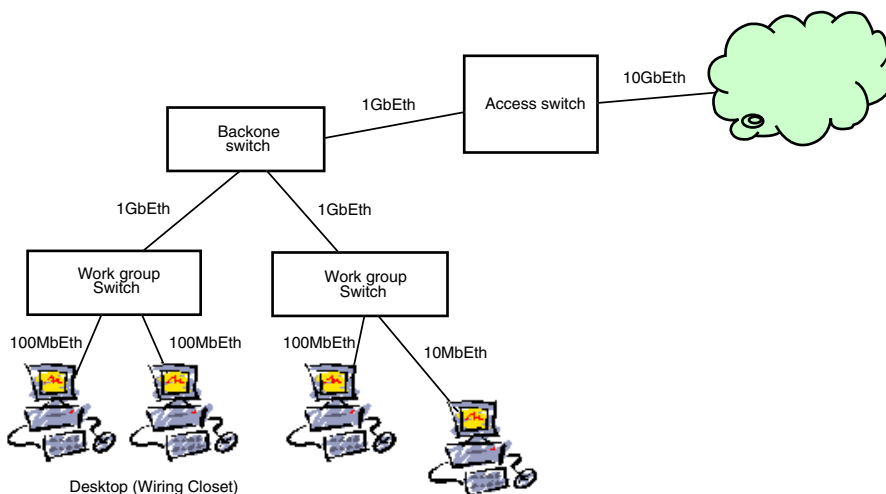 10GbEth
1GbEth
Access switch
Backone
switch
1GbEth
1GbEth
Work group
Switch
Work group
Switch
100MbEth
100MbEth
100MbEth
10MbEth
Desktop (Wiring Closet)